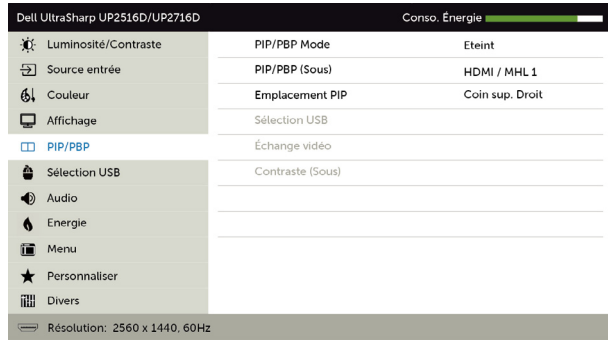 Dell UltraSharp UP2516D/UP2716D Conso. Énergie
Luminosité/Contraste PIP/PBP Mode Eteint
Source entrée PIP/PBP (Sous) HDMI / MHL 1
Couleur Emplacement PIP Coin sup. Droit
Affichage Sélection USB
PIP/PBP Échange vidéo
Sélection USB Contraste (Sous)
Audio
Energie
Menu
Personnaliser
Divers
Résolution: 2560 x 1440, 60Hz